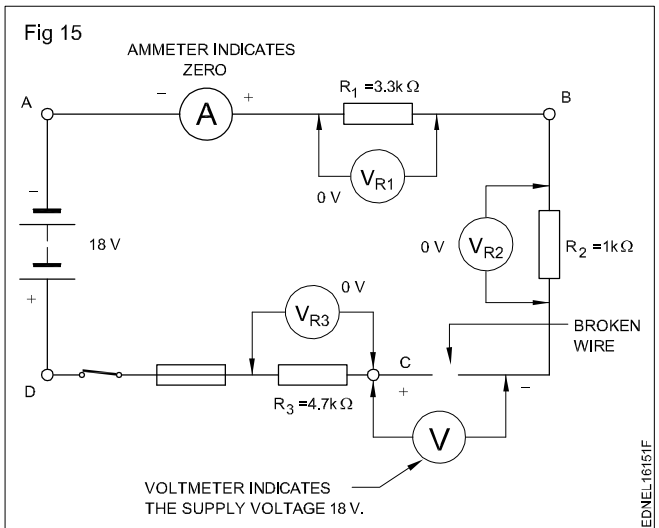 Fig 15
AMMETER INDICATES
ZERO
A
–
A
+
R1 =3.3k Ω
B
VR1
0 V
–
18 V
+
0 V
VR2
R2 =1k Ω
0 V
VR3
BROKEN
WIRE
D
R3 =4.7k Ω
C
+
–
V
VOLTMETER INDICATES
THE SUPPLY VOLTAGE 18 V.
EDNEL16151F